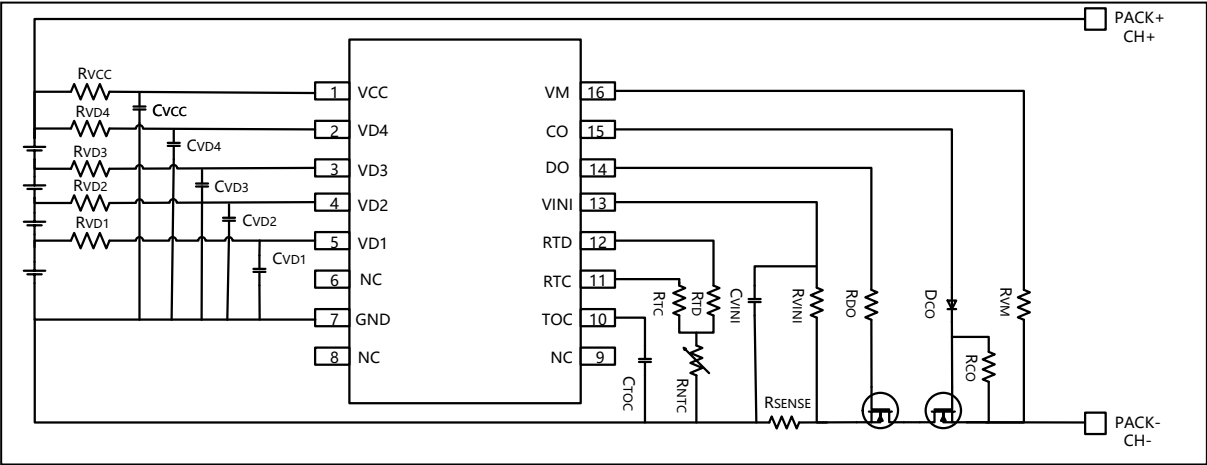 PACK+
CH+
RVCC
CVCC
1 VCC
VM 16
RVD4
CVD4
2 VD4
CO 15
RVD3
CVD3
3 VD3
DO 14
RVD2
CVD2
4 VD2
VINI 13
RVD1
CVD1
5 VD1
RTD 12
6 NC
RTC 11
7 GND
TOC 10
8 NC
NC 9
RTC
RTD
CVINI
RVINI
RDO
DCO
RVM
RCO
CTOC
RNTC
RSENSE
PACK-
CH-